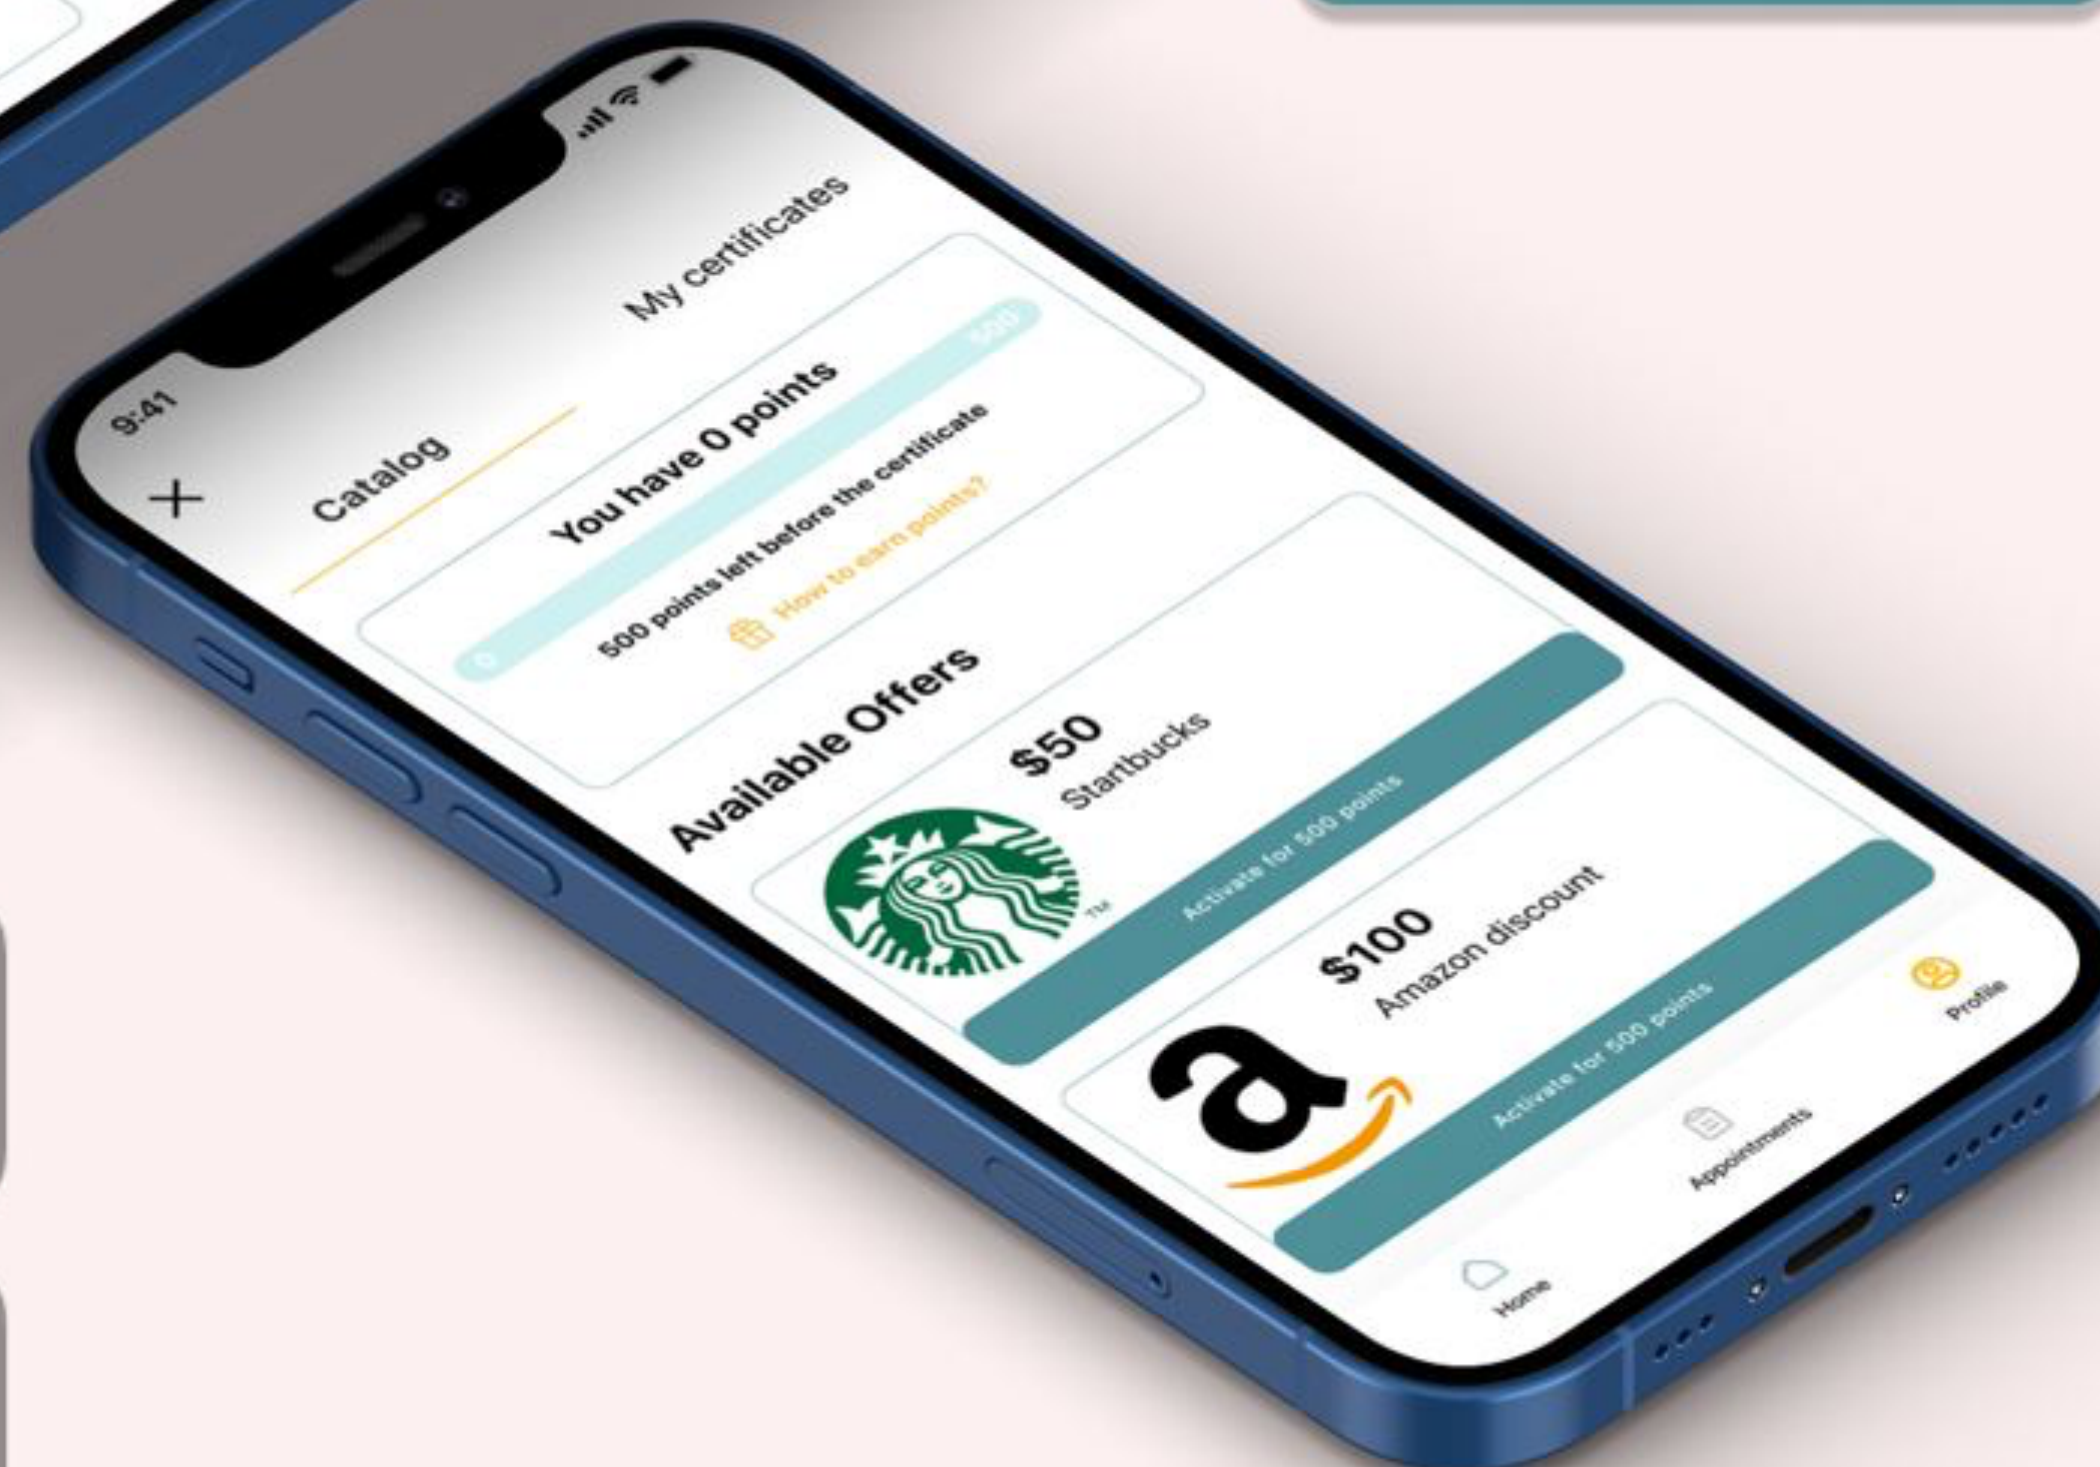 9:41
Catalog
My certificates
You have 0 points
0
500
500 points left before the certificate
How to earn points?
Available Offers
$50
Startbucks
TM
Activate for 500 points
$100
Amazon discount
a
Activate for 500 points
Home
Appointments
Profile